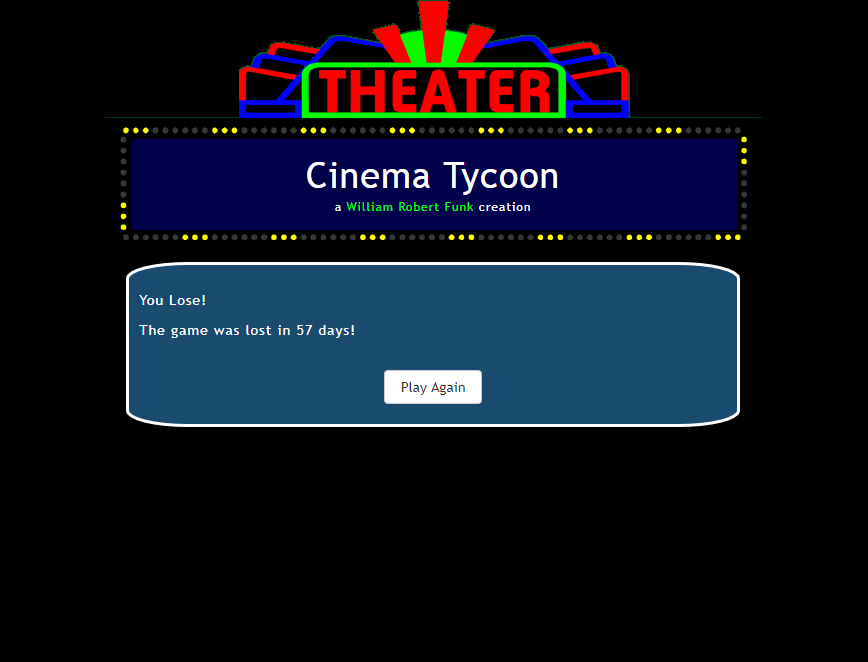 THEATER
Cinema Tycoon
a William Robert Funk creation
You Lose!
The game was lost in 57 days!
Play Again